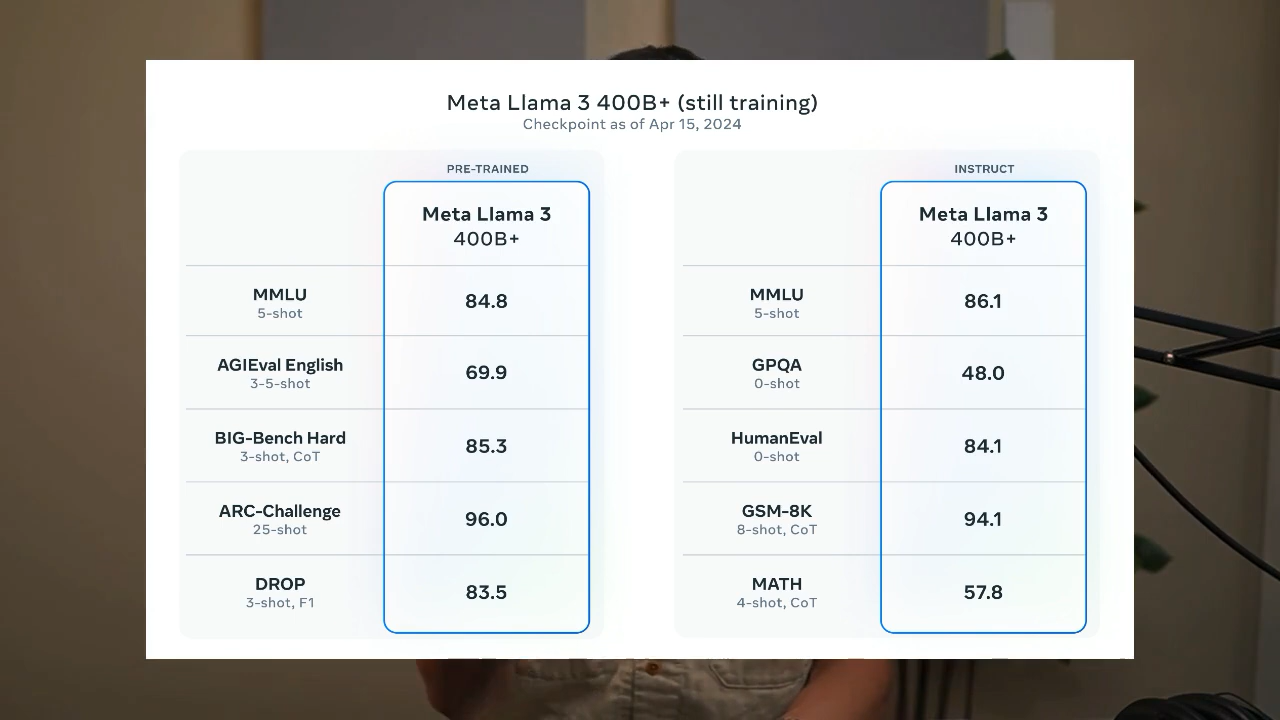 Meta Llama 3 400B+ (still training)
Checkpoint as of Apr 15, 2024
PRE-TRAINED
Meta Llama 3
400B+
MMLU
5-shot
84.8
AGIEval English
3-5-shot
69.9
BIG-Bench Hard
3-shot, CoT
85.3
ARC-Challenge
25-shot
96.0
DROP
3-shot, F1
83.5
INSTRUCT
Meta Llama 3
400B+
MMLU
5-shot
86.1
GPQA
0-shot
48.0
HumanEval
0-shot
84.1
GSM-8K
8-shot, CoT
94.1
MATH
4-shot, CoT
57.8